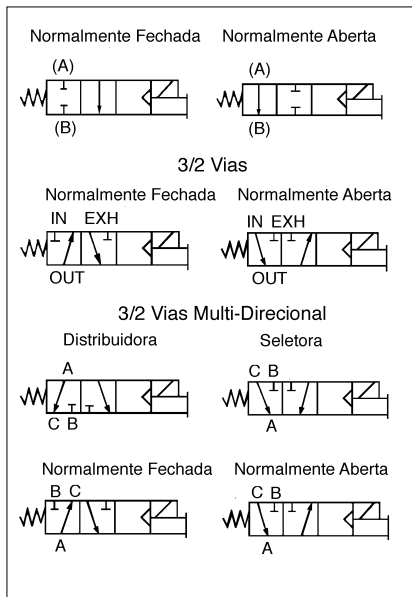 Normalmente Fechada Normalmente Aberta
(A) (A)
(B) (B)
3/2 Vias
Normalmente Fechada Normalmente Aberta
IN EXH IN EXH
OUT OUT
3/2 Vias Multi-Direcional
Distribuidora Seletora
A C B
C B A
Normalmente Fechada Normalmente Aberta
B C C B
A A